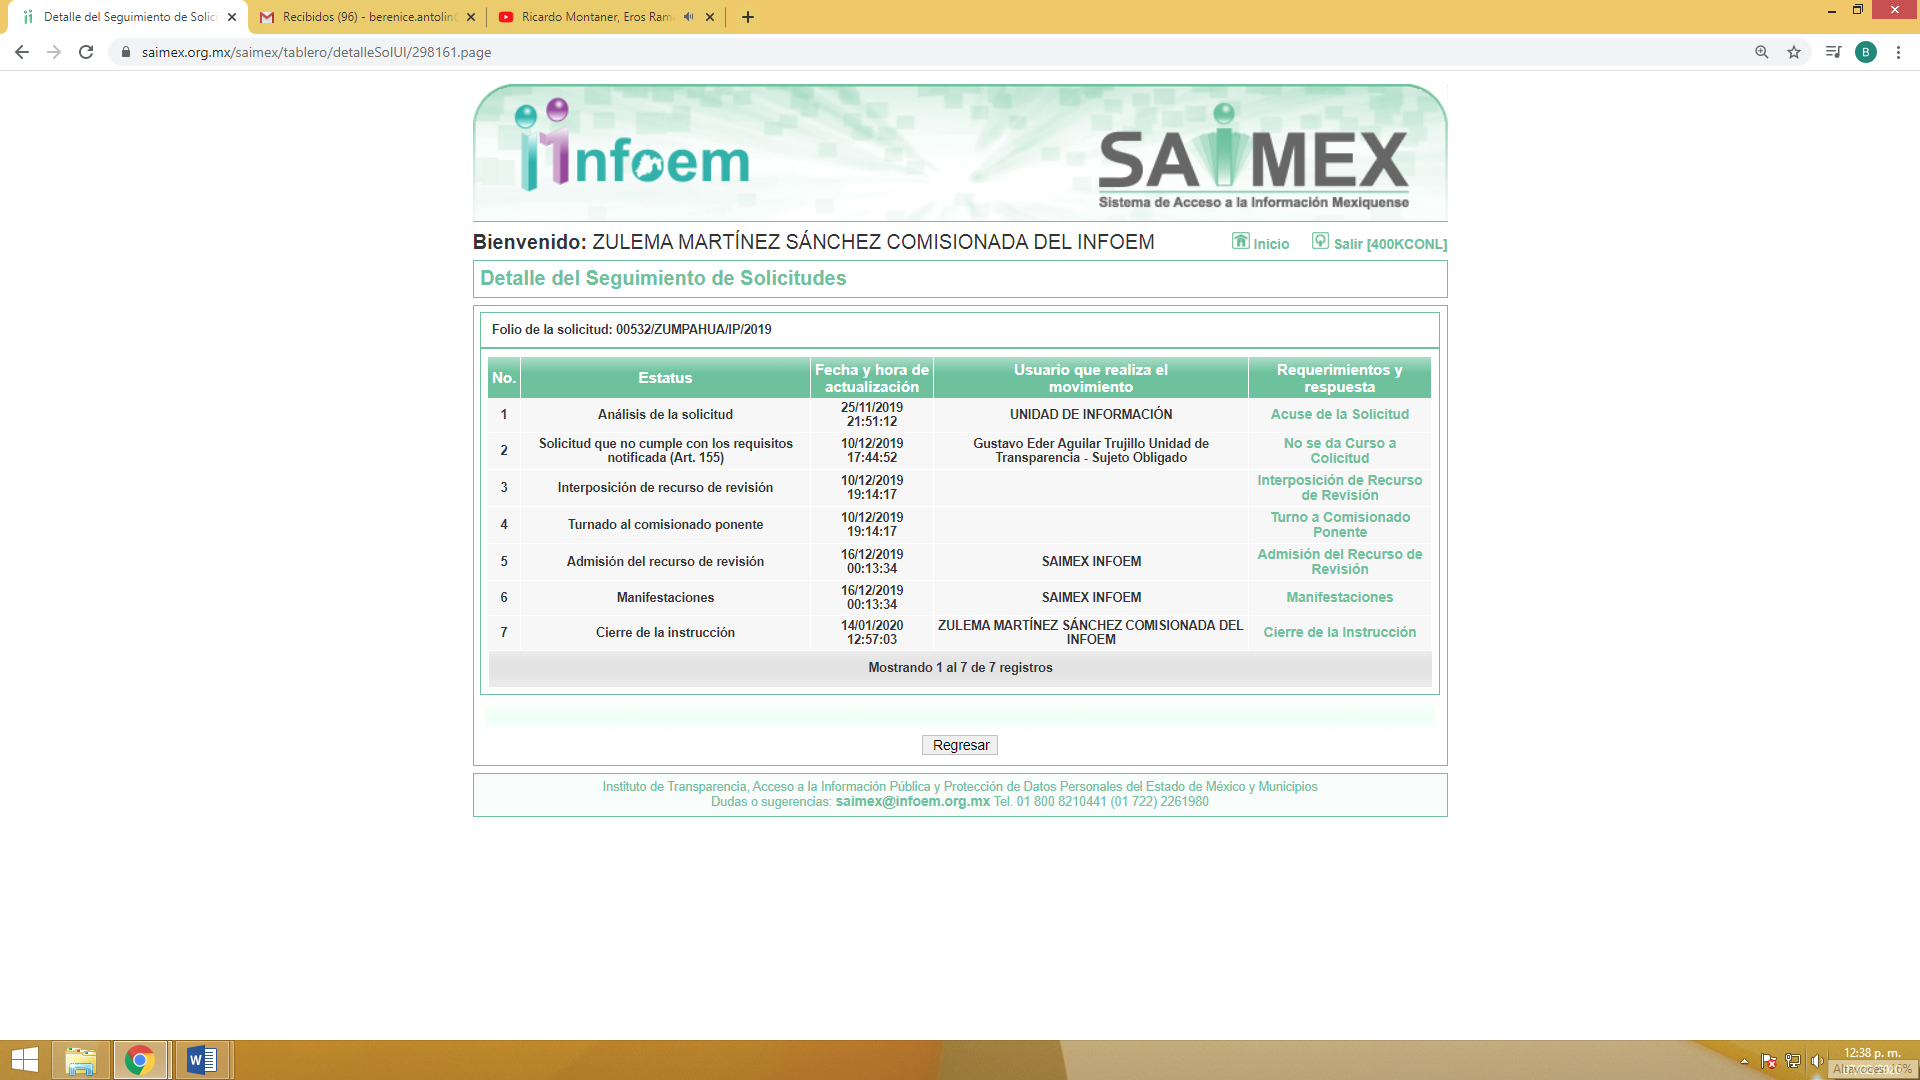 Detalle del Seguimiento de Solici
Recibidos (96) - berenice.antolin
Ricardo Montaner, Eros Ram
saimex.org.mx/saimex/tablero/detalleSolUI/298161.page
B
infoem
SAIMEX
Sistema de Acceso a la Información Mexiquense
Bienvenido: ZULEMA MARTÍNEZ SÁNCHEZ COMISIONADA DEL INFOEM
Inicio
Salir [400KCONL]
Detalle del Seguimiento de Solicitudes
Folio de la solicitud: 00532/ZUMPAHUA/IP/2019
No.
Estatus
Fecha y hora de
actualización
Usuario que realiza el
movimiento
Requerimientos y
respuesta
1
Análisis de la solicitud
25/11/2019
21:51:12
UNIDAD DE INFORMACIÓN
Acuse de la Solicitud
2
Solicitud que no cumple con los requisitos
notificada (Art. 155)
10/12/2019
17:44:52
Gustavo Eder Aguilar Trujillo Unidad de
Transparencia - Sujeto Obligado
No se da Curso a
Colicitud
3
Interposición de recurso de revisión
10/12/2019
19:14:17
Interposición de Recurso
de Revisión
4
Turnado al comisionado ponente
10/12/2019
19:14:17
Turno a Comisionado
Ponente
5
Admisión del recurso de revisión
16/12/2019
00:13:34
SAIMEX INFOEM
Admisión del Recurso de
Revisión
6
Manifestaciones
16/12/2019
00:13:34
SAIMEX INFOEM
Manifestaciones
7
Cierre de la instrucción
14/01/2020
12:57:03
ZULEMA MARTÍNEZ SÁNCHEZ COMISIONADA DEL
INFOEM
Cierre de la Instrucción
Mostrando 1 al 7 de 7 registros
Regresar
Instituto de Transparencia, Acceso a la Información Pública y Protección de Datos Personales del Estado de México y Municipios
Dudas o sugerencias: saimex@infoem.org.mx Tel. 01 800 8210441 (01 722) 2261980
12:38 p. m.